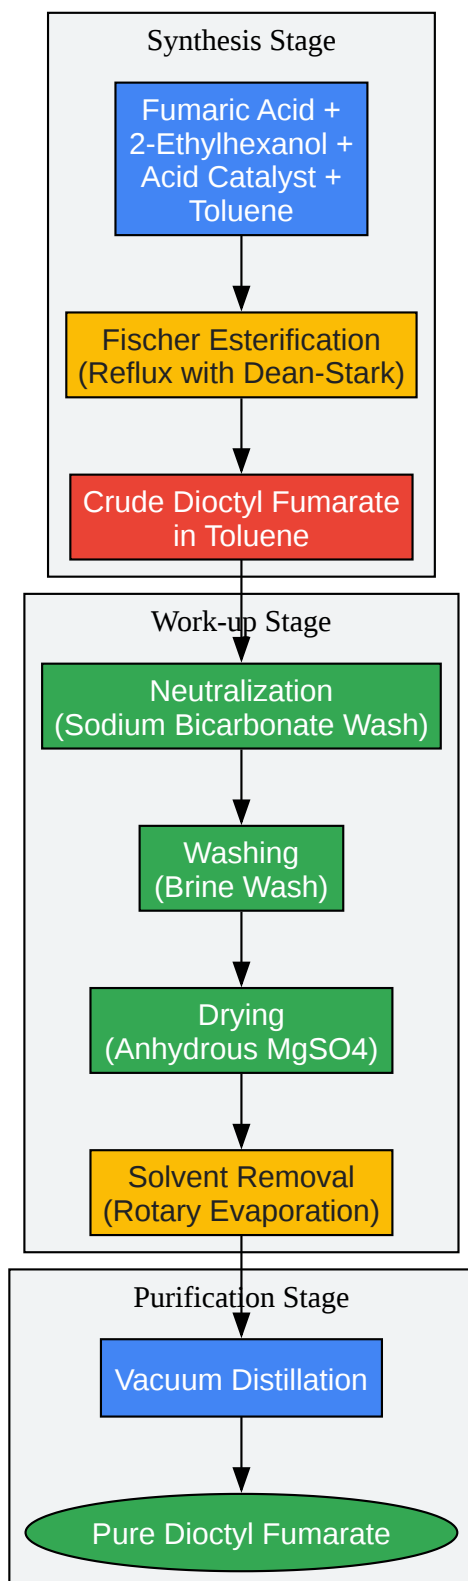 Synthesis Stage
Fumaric Acid +
2-Ethylhexanol +
Acid Catalyst +
Toluene
Fischer Esterification
(Reflux with Dean-Stark)
Crude Dioctyl Fumarate
in Toluene
Work-up Stage
Neutralization
(Sodium Bicarbonate Wash)
Washing
(Brine Wash)
Drying
(Anhydrous MgSO4)
Solvent Removal
(Rotary Evaporation)
Purification Stage
Vacuum Distillation
Pure Dioctyl Fumarate